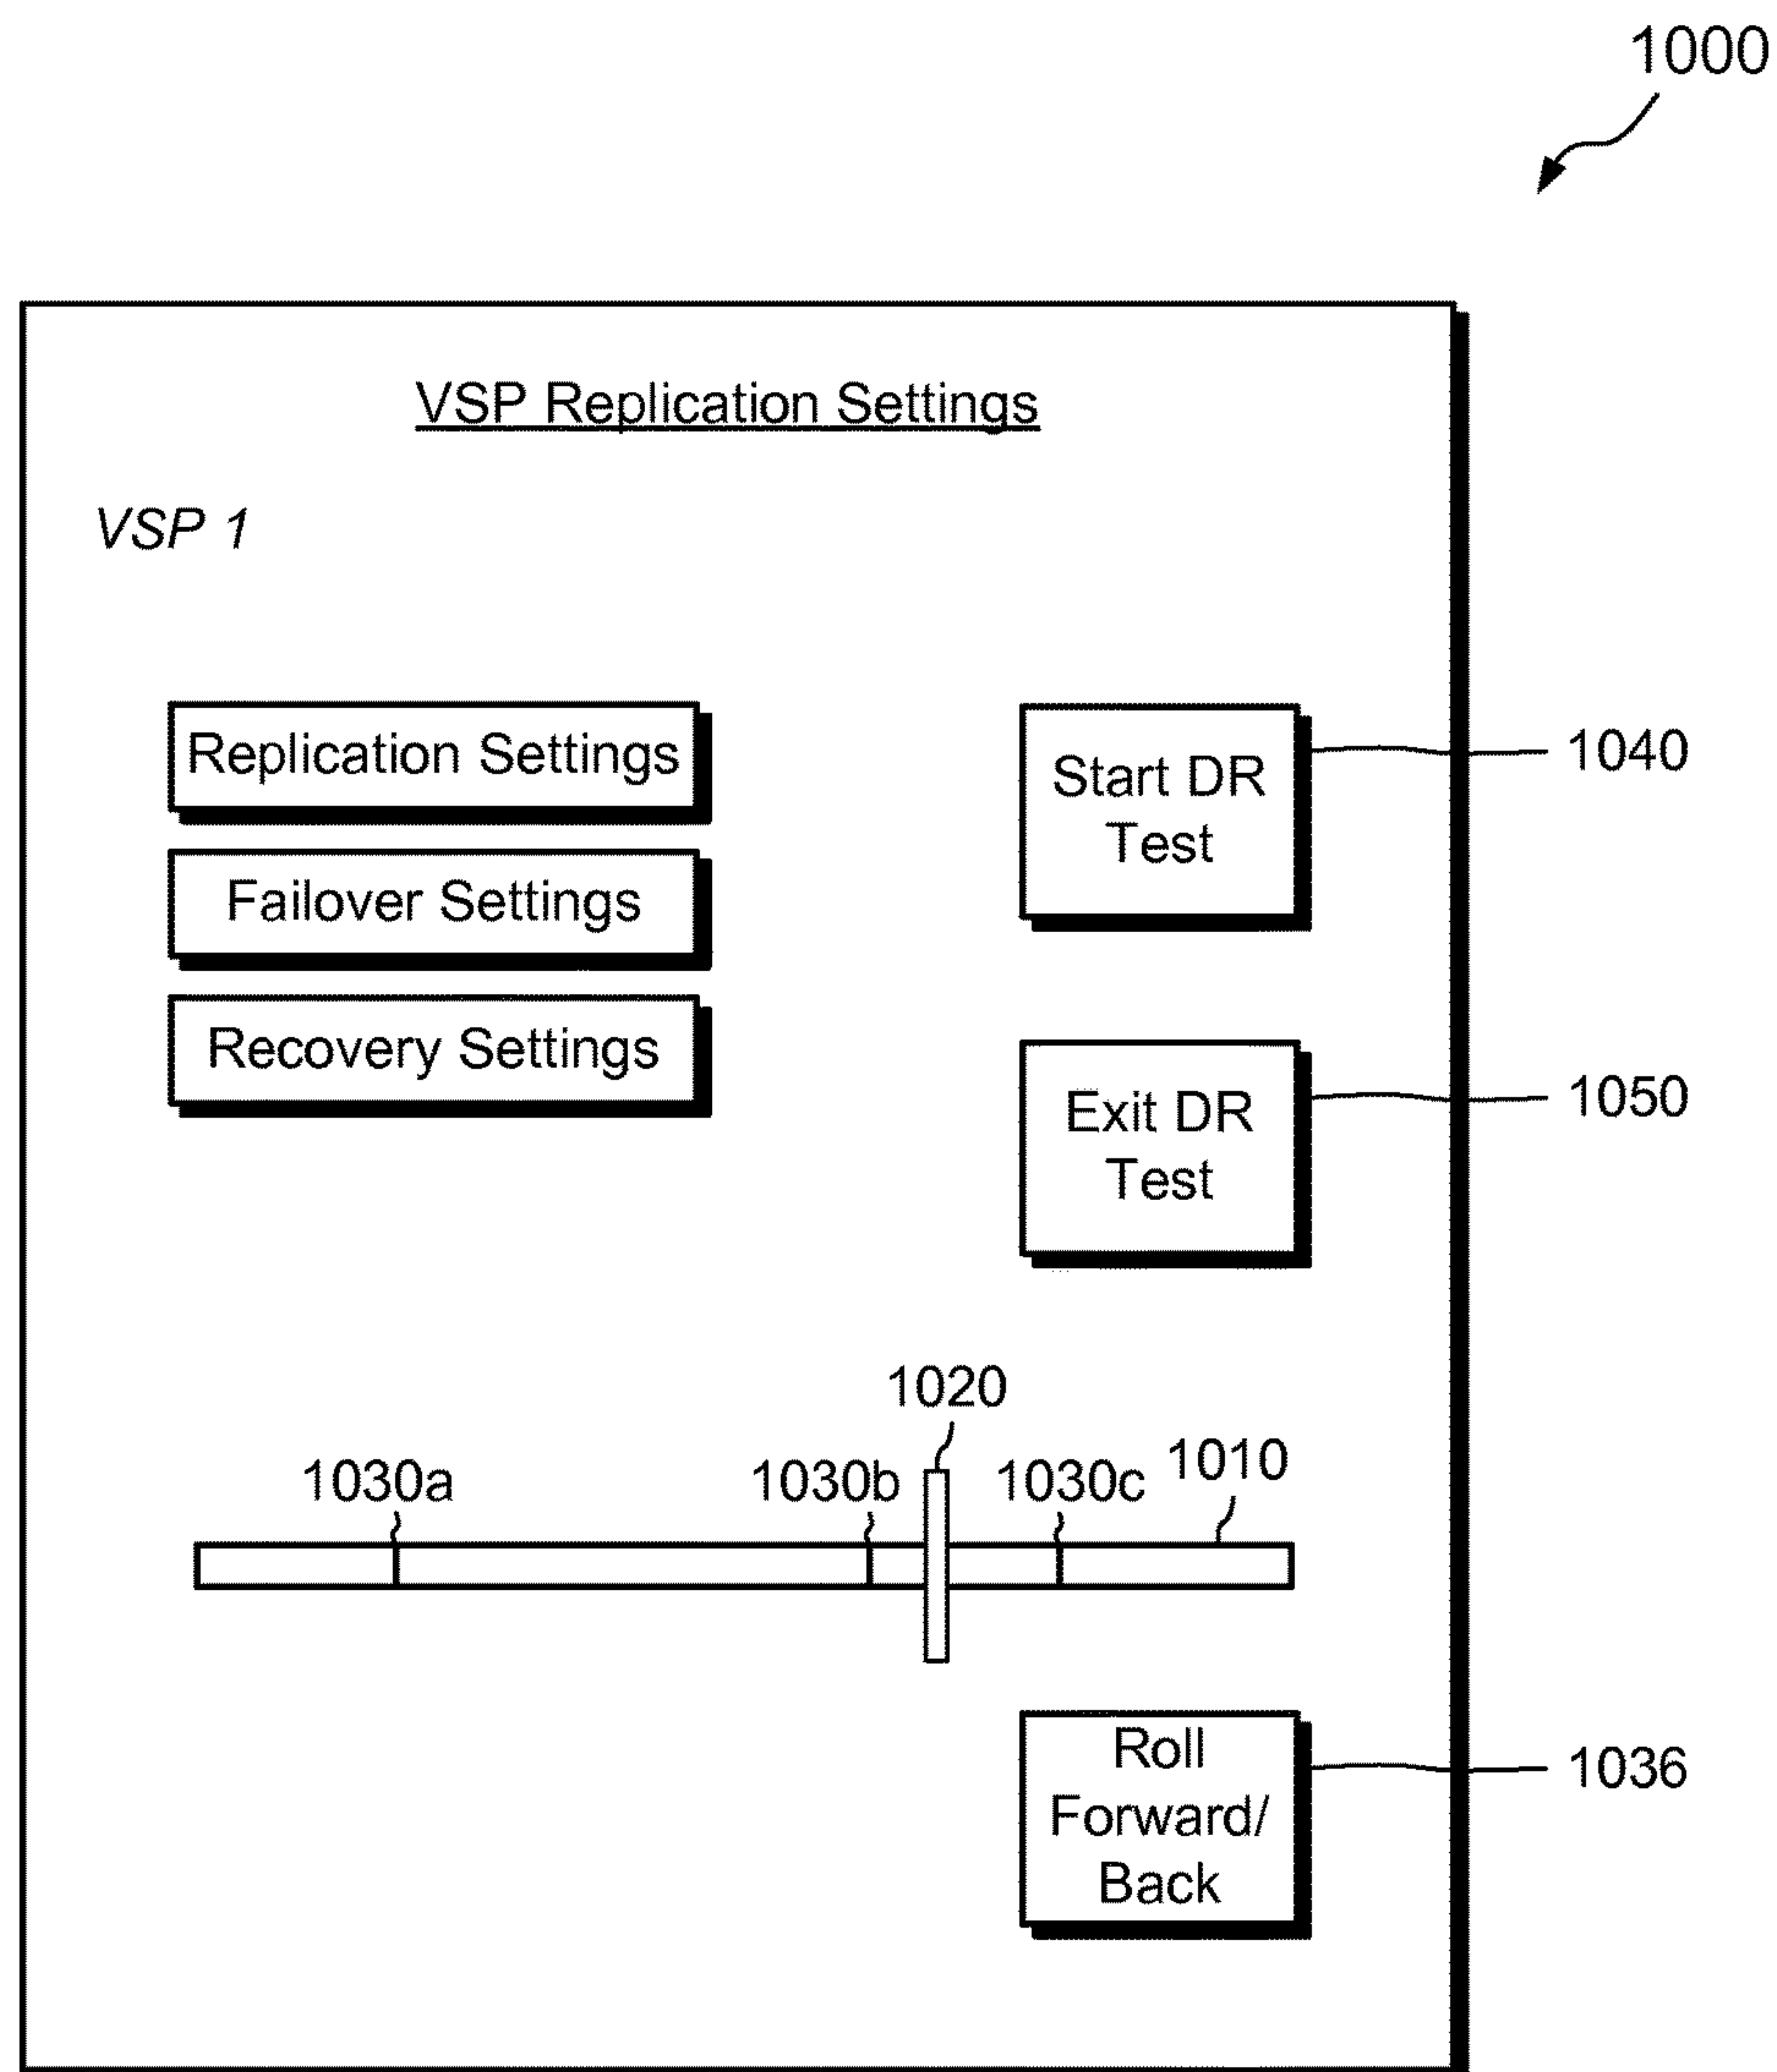 1000
VSP Replication Settings
VSP 1
Replication Settings
Failover Settings
Recovery Settings
Start DR
Test
1040
Exit DR
Test
1050
1020
1030a
1030b
1030c
1010
Roll
Forward/
Back
1036